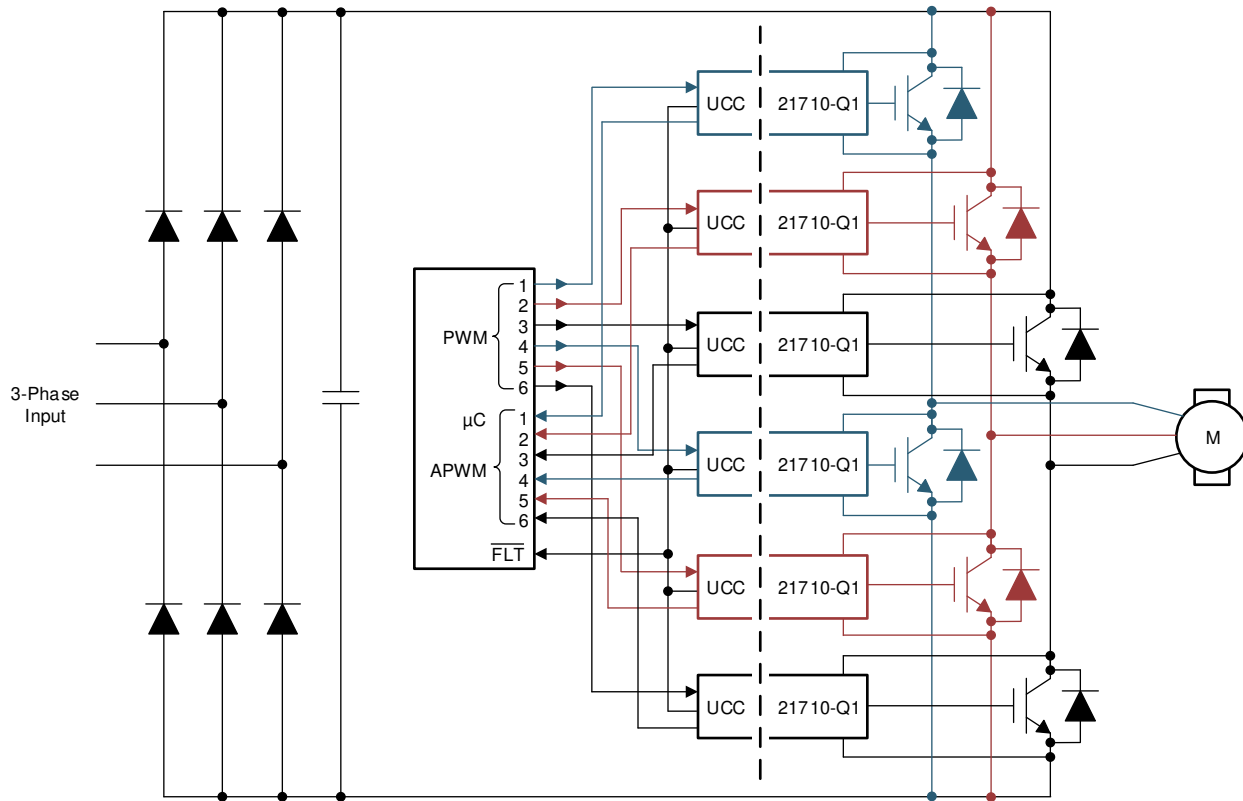 UCC 21710-Q1
UCC 21710-Q1
1
2
PWM 3
4
5
6
UCC 21710-Q1
3-Phase
Input
µC
1
2
APWM 3
4
5
6
FLT
M
UCC 21710-Q1
UCC 21710-Q1
UCC 21710-Q1